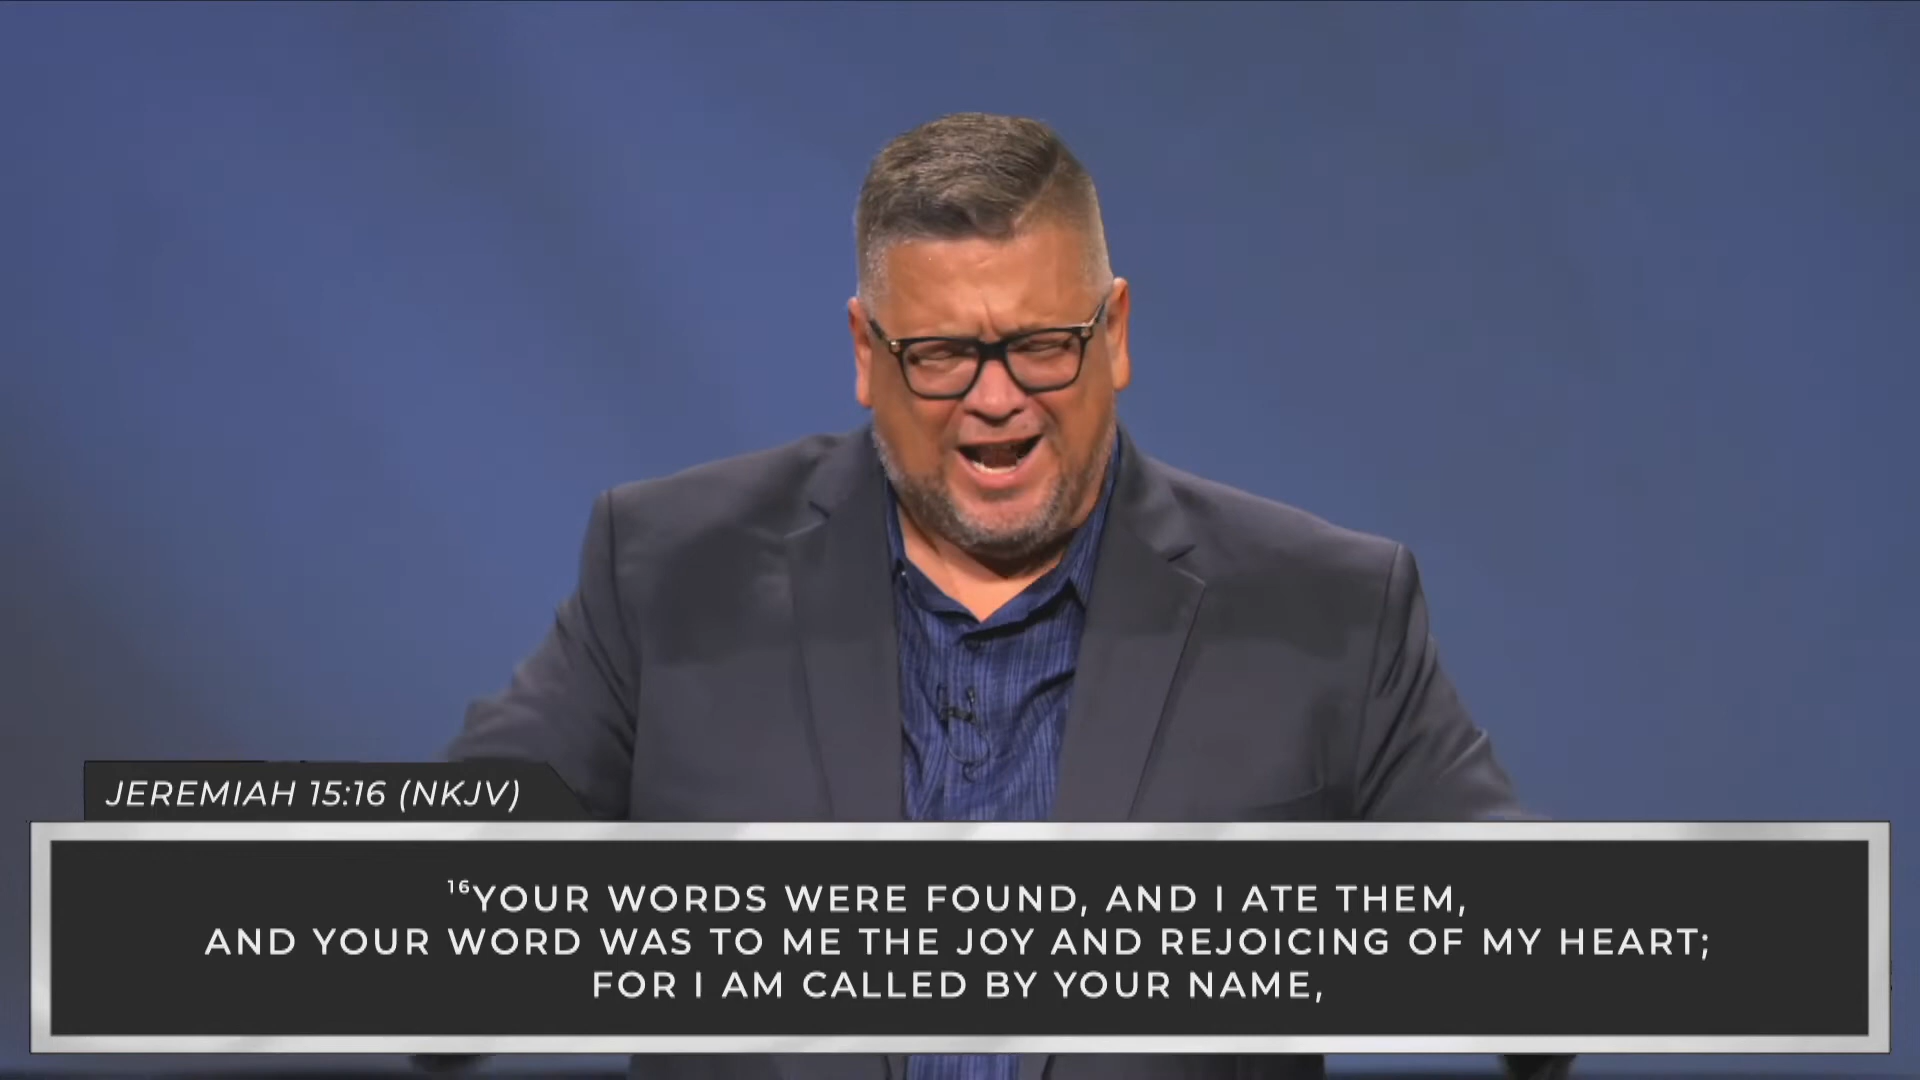 JEREMIAH 15:16 (NKJV)
¹⁶YOUR WORDS WERE FOUND, AND I ATE THEM,
AND YOUR WORD WAS TO ME THE JOY AND REJOICING OF MY HEART;
FOR I AM CALLED BY YOUR NAME,